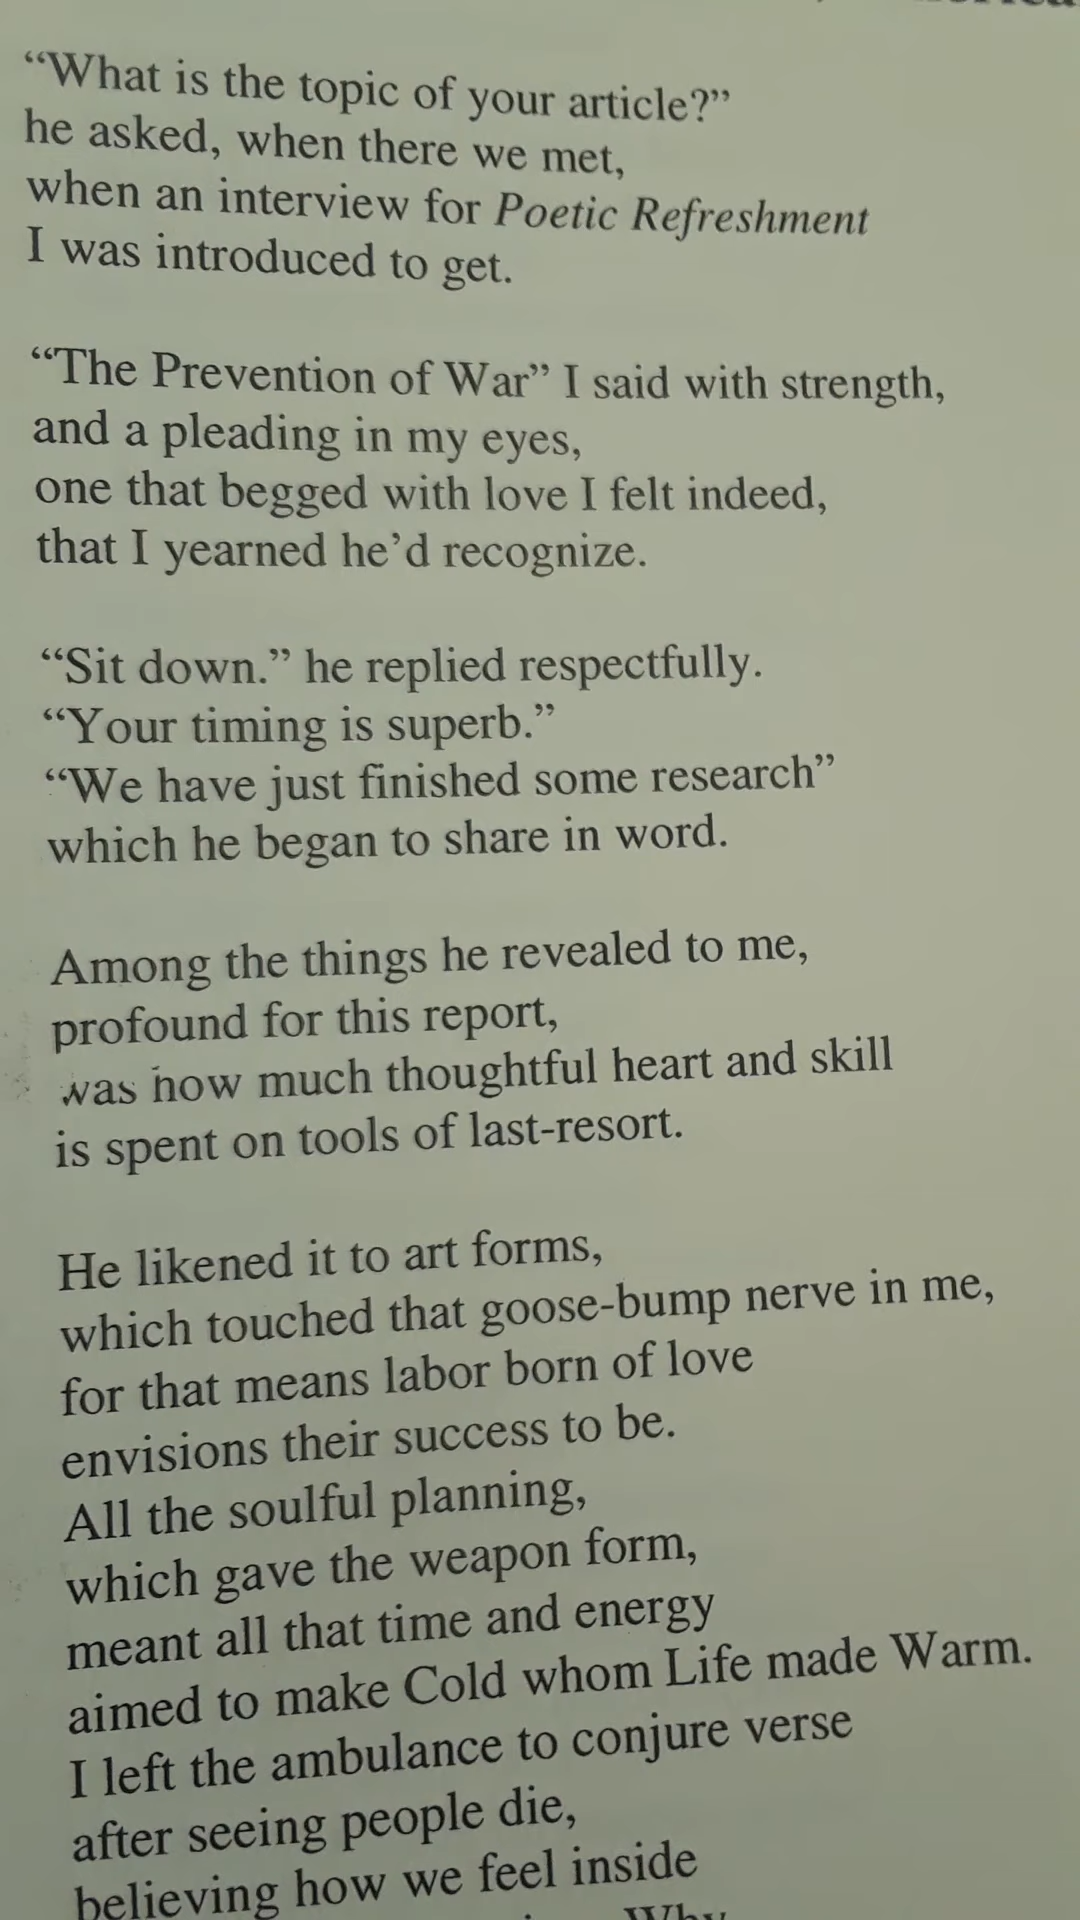 “What is the topic of your article?”
he asked, when there we met,
when an interview for Poetic Refreshment
I was introduced to get.
“The Prevention of War” I said with strength,
and a pleading in my eyes,
one that begged with love I felt indeed,
that I yearned he’d recognize.
“Sit down.” he replied respectfully.
“Your timing is superb.”
“We have just finished some research”
which he began to share in word.
Among the things he revealed to me,
profound for this report,
was how much thoughtful heart and skill
is spent on tools of last-resort.
He likened it to art forms,
which touched that goose-bump nerve in me,
for that means labor born of love
envisions their success to be.
All the soulful planning,
which gave the weapon form,
meant all that time and energy
aimed to make Cold whom Life made Warm.
I left the ambulance to conjure verse
after seeing people die,
believing how we feel inside
Why